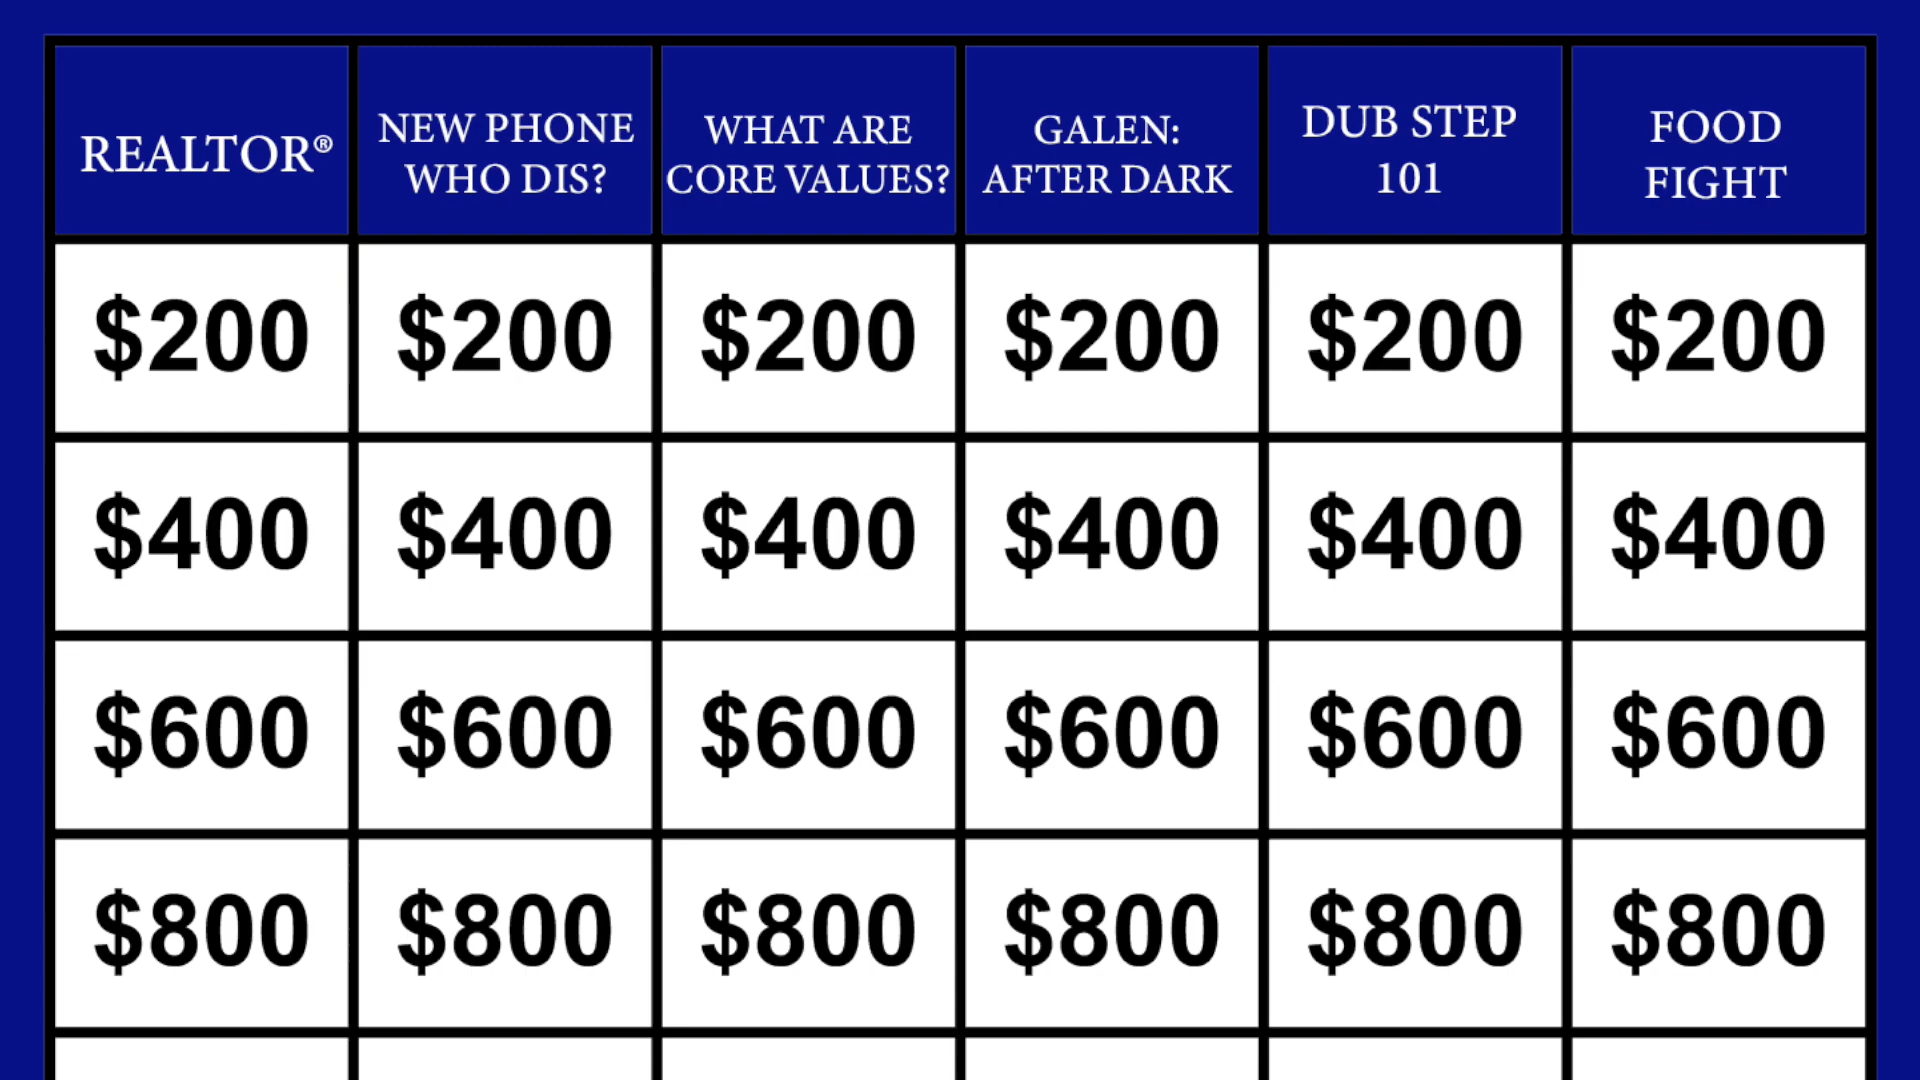 REALTOR®
NEW PHONE
WHO DIS?
WHAT ARE
CORE VALUES?
GALEN:
AFTER DARK
DUB STEP
101
FOOD
FIGHT
$200 $200 $200 $200 $200 $200
$400 $400 $400 $400 $400 $400
$600 $600 $600 $600 $600 $600
$800 $800 $800 $800 $800 $800